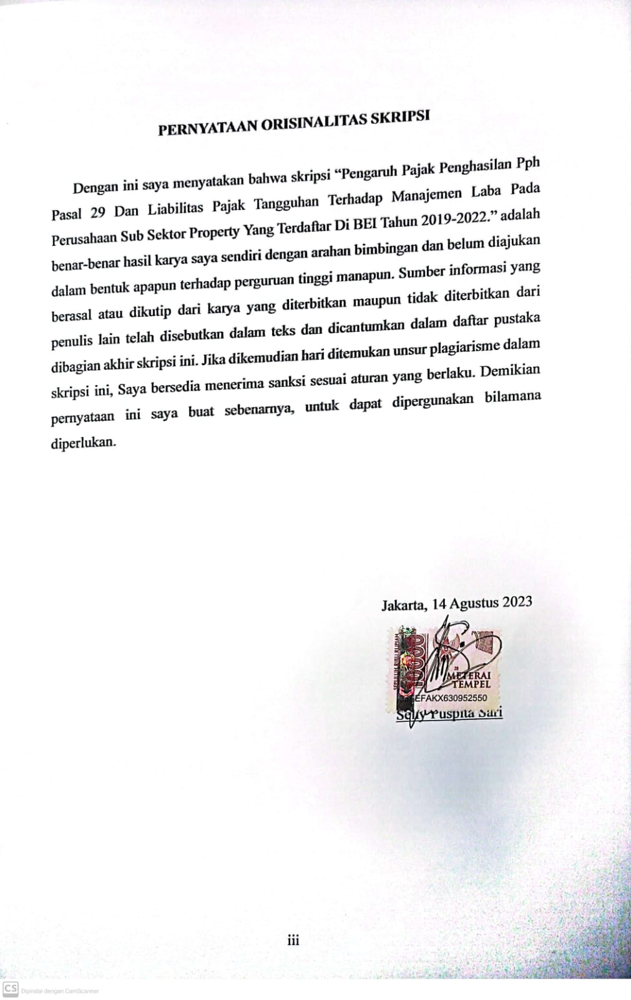 PERNYATAAN ORISINALITAS SKRIPSI
Dengan ini saya menyatakan bahwa skripsi “Pengaruh Pajak Penghasilan Pph
Pasal 29 Dan Liabilitas Pajak Tangguhan Terhadap Manajemen Laba Pada
Perusahaan Sub Sektor Property Yang Terdaftar Di BEI Tahun 2019-2022.” adalah
benar-benar hasil karya saya sendiri dengan arahan bimbingan dan belum diajukan
dalam bentuk apapun terhadap perguruan tinggi manapun. Sumber informasi yang
berasal atau dikutip dari karya yang diterbitkan maupun tidak diterbitkan dari
penulis lain telah disebutkan dalam teks dan dicantumkan dalam daftar pustaka
dibagian akhir skripsi ini. Jika dikemudian hari ditemukan unsur plagiarisme dalam
skripsi ini, Saya bersedia menerima sanksi sesuai aturan yang berlaku. Demikian
pernyataan ini saya buat sebenarnya, untuk dapat dipergunakan bilamana
diperlukan.
Jakarta, 14 Agustus 2023
SEPULUH RIBU RUPIAH
METERAI
TEMPEL
EFAKX630952550
Puspita Sari
iii
CS Dipindai dengan CamScanner